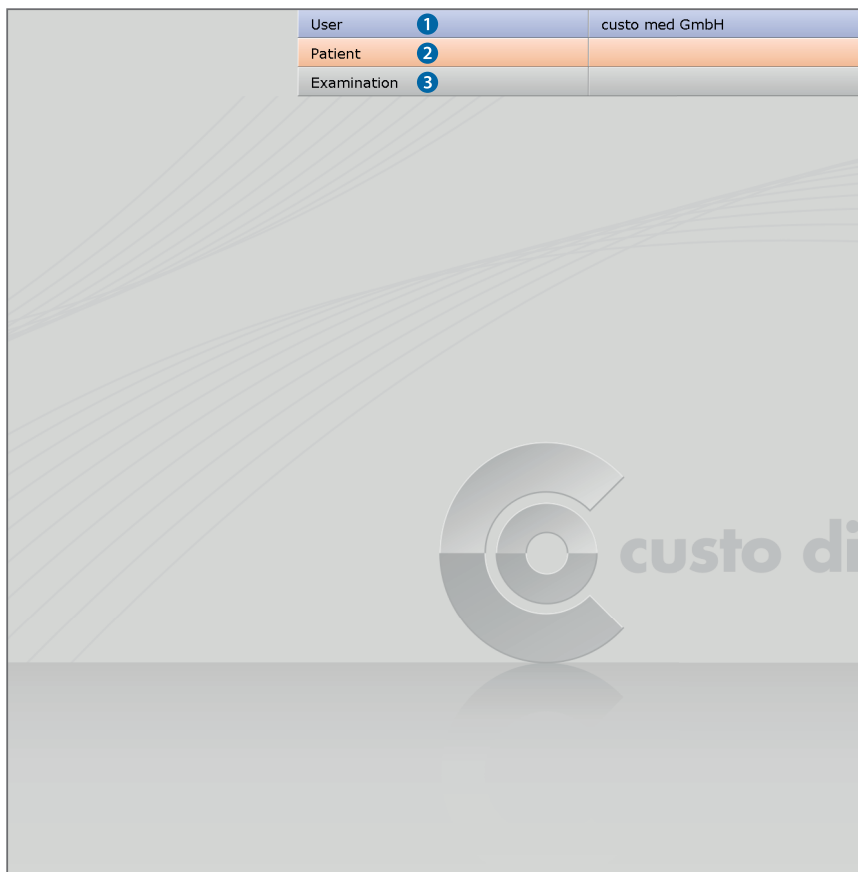 User 1 custo med GmbH
Patient 2
Examination 3
custo di